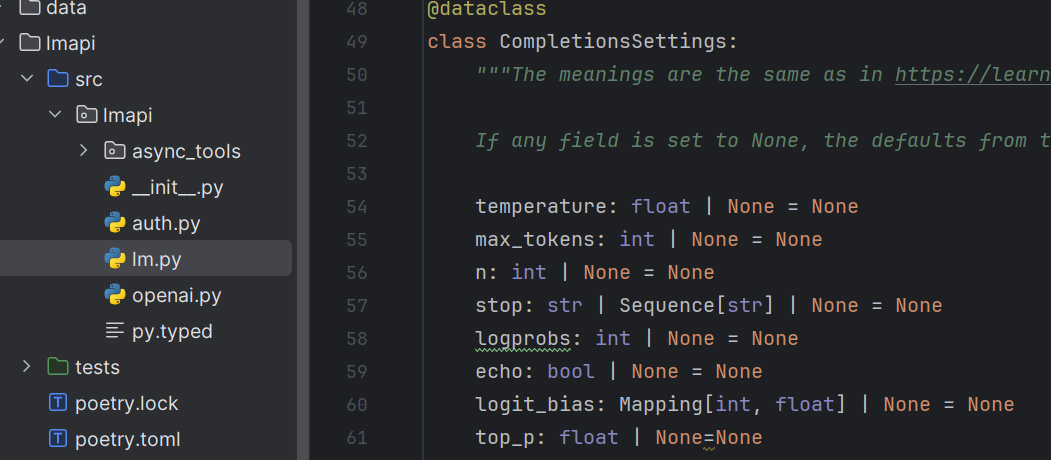 data
lmapi
src
lmapi
async_tools
__init__.py
auth.py
lm.py
openai.py
py.typed
tests
poetry.lock
poetry.toml
48 @dataclass
49 class CompletionsSettings:
50 """The meanings are the same as in https://learn
51
52 If any field is set to None, the defaults from t
53
54 temperature: float | None = None
55 max_tokens: int | None = None
56 n: int | None = None
57 stop: str | Sequence[str] | None = None
58 logprobs: int | None = None
59 echo: bool | None = None
60 logit_bias: Mapping[int, float] | None = None
61 top_p: float | None=None